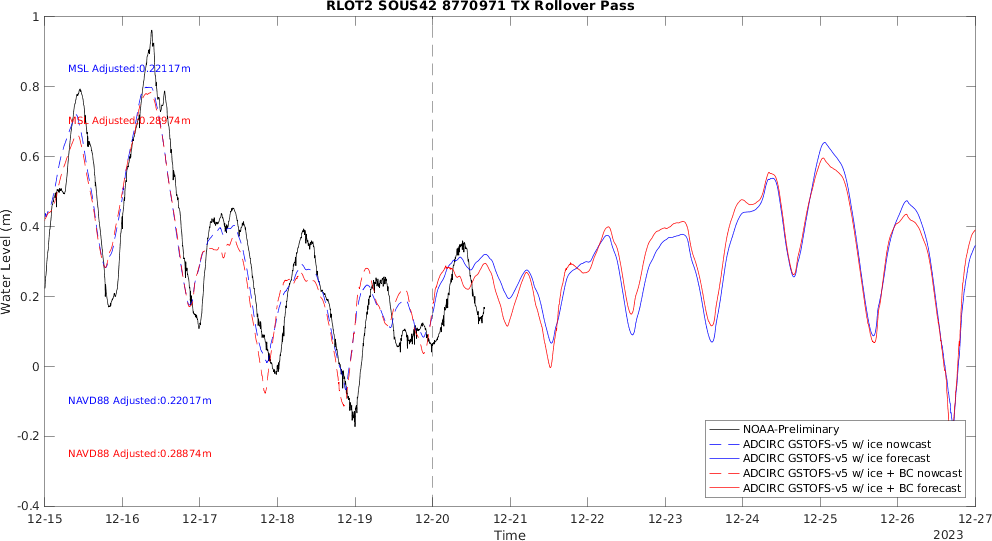 RLOT2 SOUS42 8770971 TX Rollover Pass
Water Level (m)
1
0.8
0.6
0.4
0.2
0
-0.2
-0.4
MSL Adjusted:0.22117m
MSL Adjusted:0.28974m
NAVD88 Adjusted:0.22017m
NAVD88 Adjusted:0.28874m
NOAA-Preliminary
ADCIRC GSTOFS-v5 w/ ice nowcast
ADCIRC GSTOFS-v5 w/ ice forecast
ADCIRC GSTOFS-v5 w/ ice + BC nowcast
ADCIRC GSTOFS-v5 w/ ice + BC forecast
12-15 12-16 12-17 12-18 12-19 12-20 12-21 12-22 12-23 12-24 12-25 12-26 12-27
Time
2023